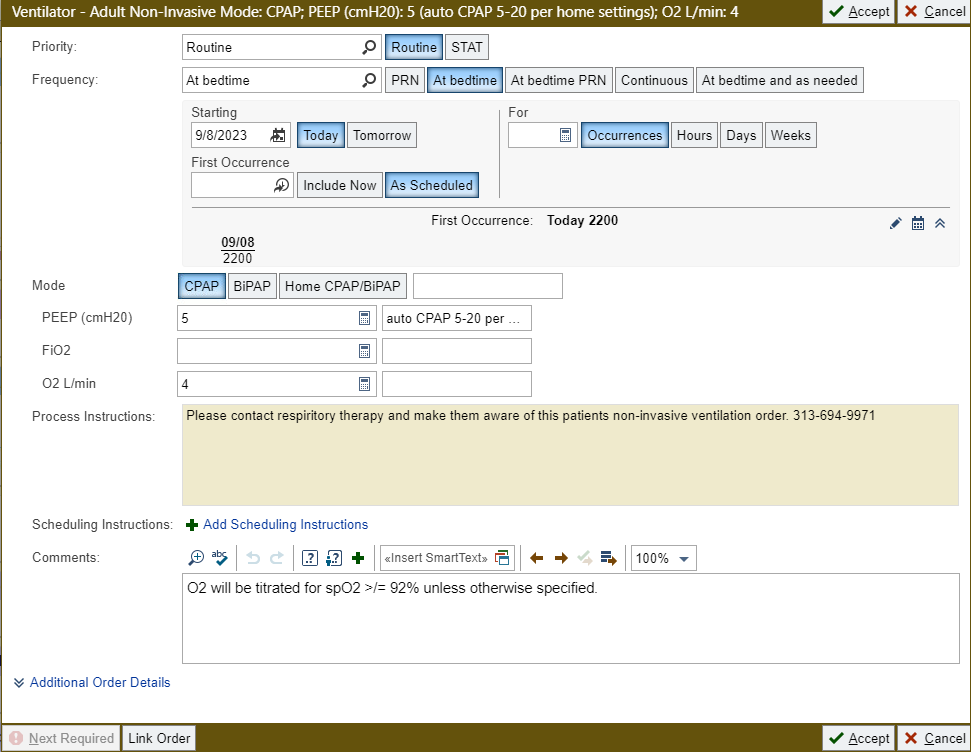 Ventilator - Adult Non-Invasive Mode: CPAP; PEEP (cmH20): 5 (auto CPAP 5-20 per home settings); O2 L/min: 4 Accept Cancel
Priority: Routine Routine STAT
Frequency: At bedtime PRN At bedtime At bedtime PRN Continuous At bedtime and as needed
Starting For
9/8/2023 Today Tomorrow Occurrences Hours Days Weeks
First Occurrence
Include Now As Scheduled
First Occurrence: Today 2200
09/08
2200
Mode CPAP BiPAP Home CPAP/BiPAP
PEEP (cmH20) 5 auto CPAP 5-20 per ...
FiO2
O2 L/min 4
Process Instructions: Please contact respiritory therapy and make them aware of this patients non-invasive ventilation order. 313-694-9971
Scheduling Instructions: Add Scheduling Instructions
Comments: abc «Insert SmartText» 100%
O2 will be titrated for spO2 >/= 92% unless otherwise specified.
Additional Order Details
Next Required Link Order Accept Cancel